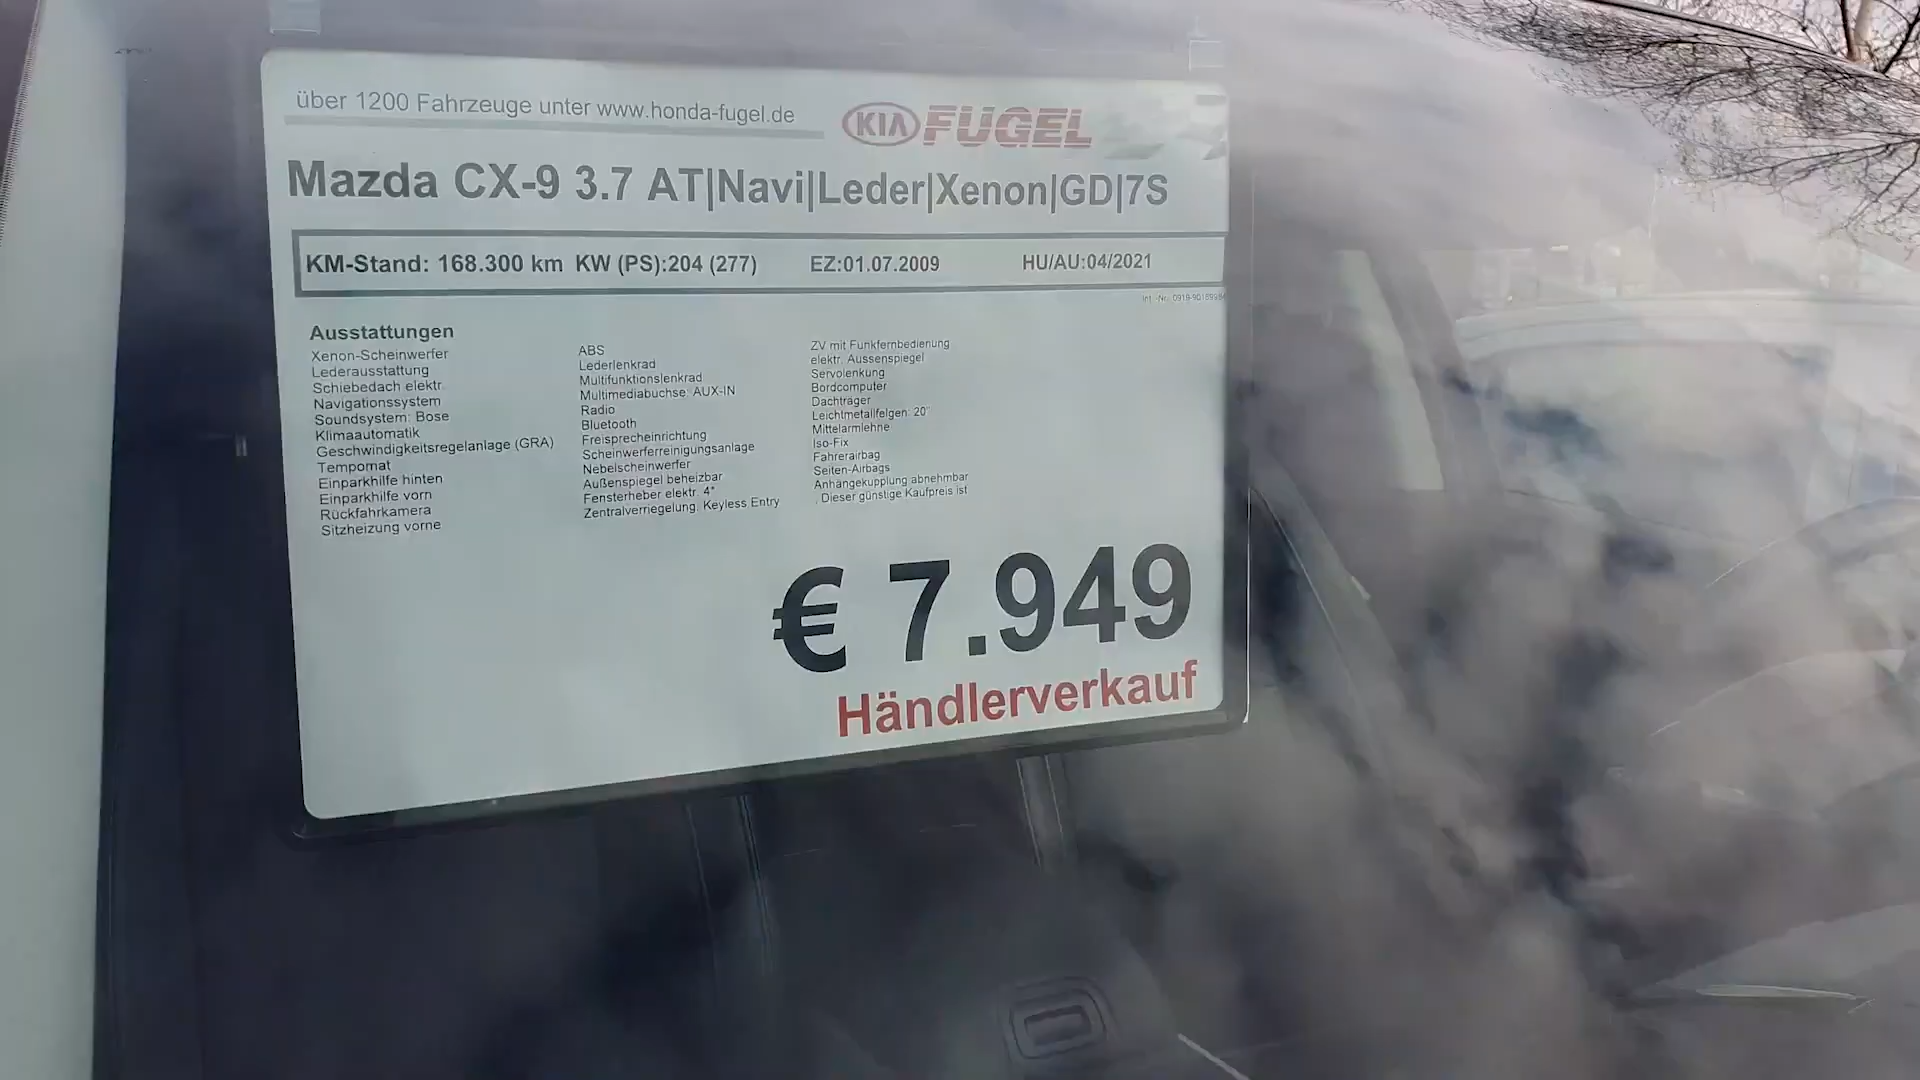 über 1200 Fahrzeuge unter www.honda-fugel.de
KIA FUGEL
Mazda CX-9 3.7 AT|Navi|Leder|Xenon|GD|7S
KM-Stand: 168.300 km KW (PS):204 (277) EZ:01.07.2009 HU/AU:04/2021
Int.-Nr.
Ausstattungen
Xenon-Scheinwerfer
Lederausstattung
Schiebedach elektr.
Navigationssystem
Soundsystem: Bose
Klimaautomatik
Geschwindigkeitsregelanlage (GRA)
Tempomat
Einparkhilfe hinten
Einparkhilfe vorn
Rückfahrkamera
Sitzheizung vorne
ABS
Lederlenkrad
Multifunktionslenkrad
Multimediabuchse: AUX-IN
Radio
Bluetooth
Freisprecheinrichtung
Scheinwerferreinigungsanlage
Nebelscheinwerfer
Außenspiegel beheizbar
Fensterheber elektr. 4*
Zentralverriegelung: Keyless Entry
ZV mit Funkfernbedienung
elektr. Aussenspiegel
Servolenkung
Bordcomputer
Dachträger
Leichtmetallfelgen: 20"
Mittelarmlehne
Iso-Fix
Fahrerairbag
Seiten-Airbags
Anhängekupplung abnehmbar
. Dieser günstige Kaufpreis ist
€ 7.949
Händlerverkauf